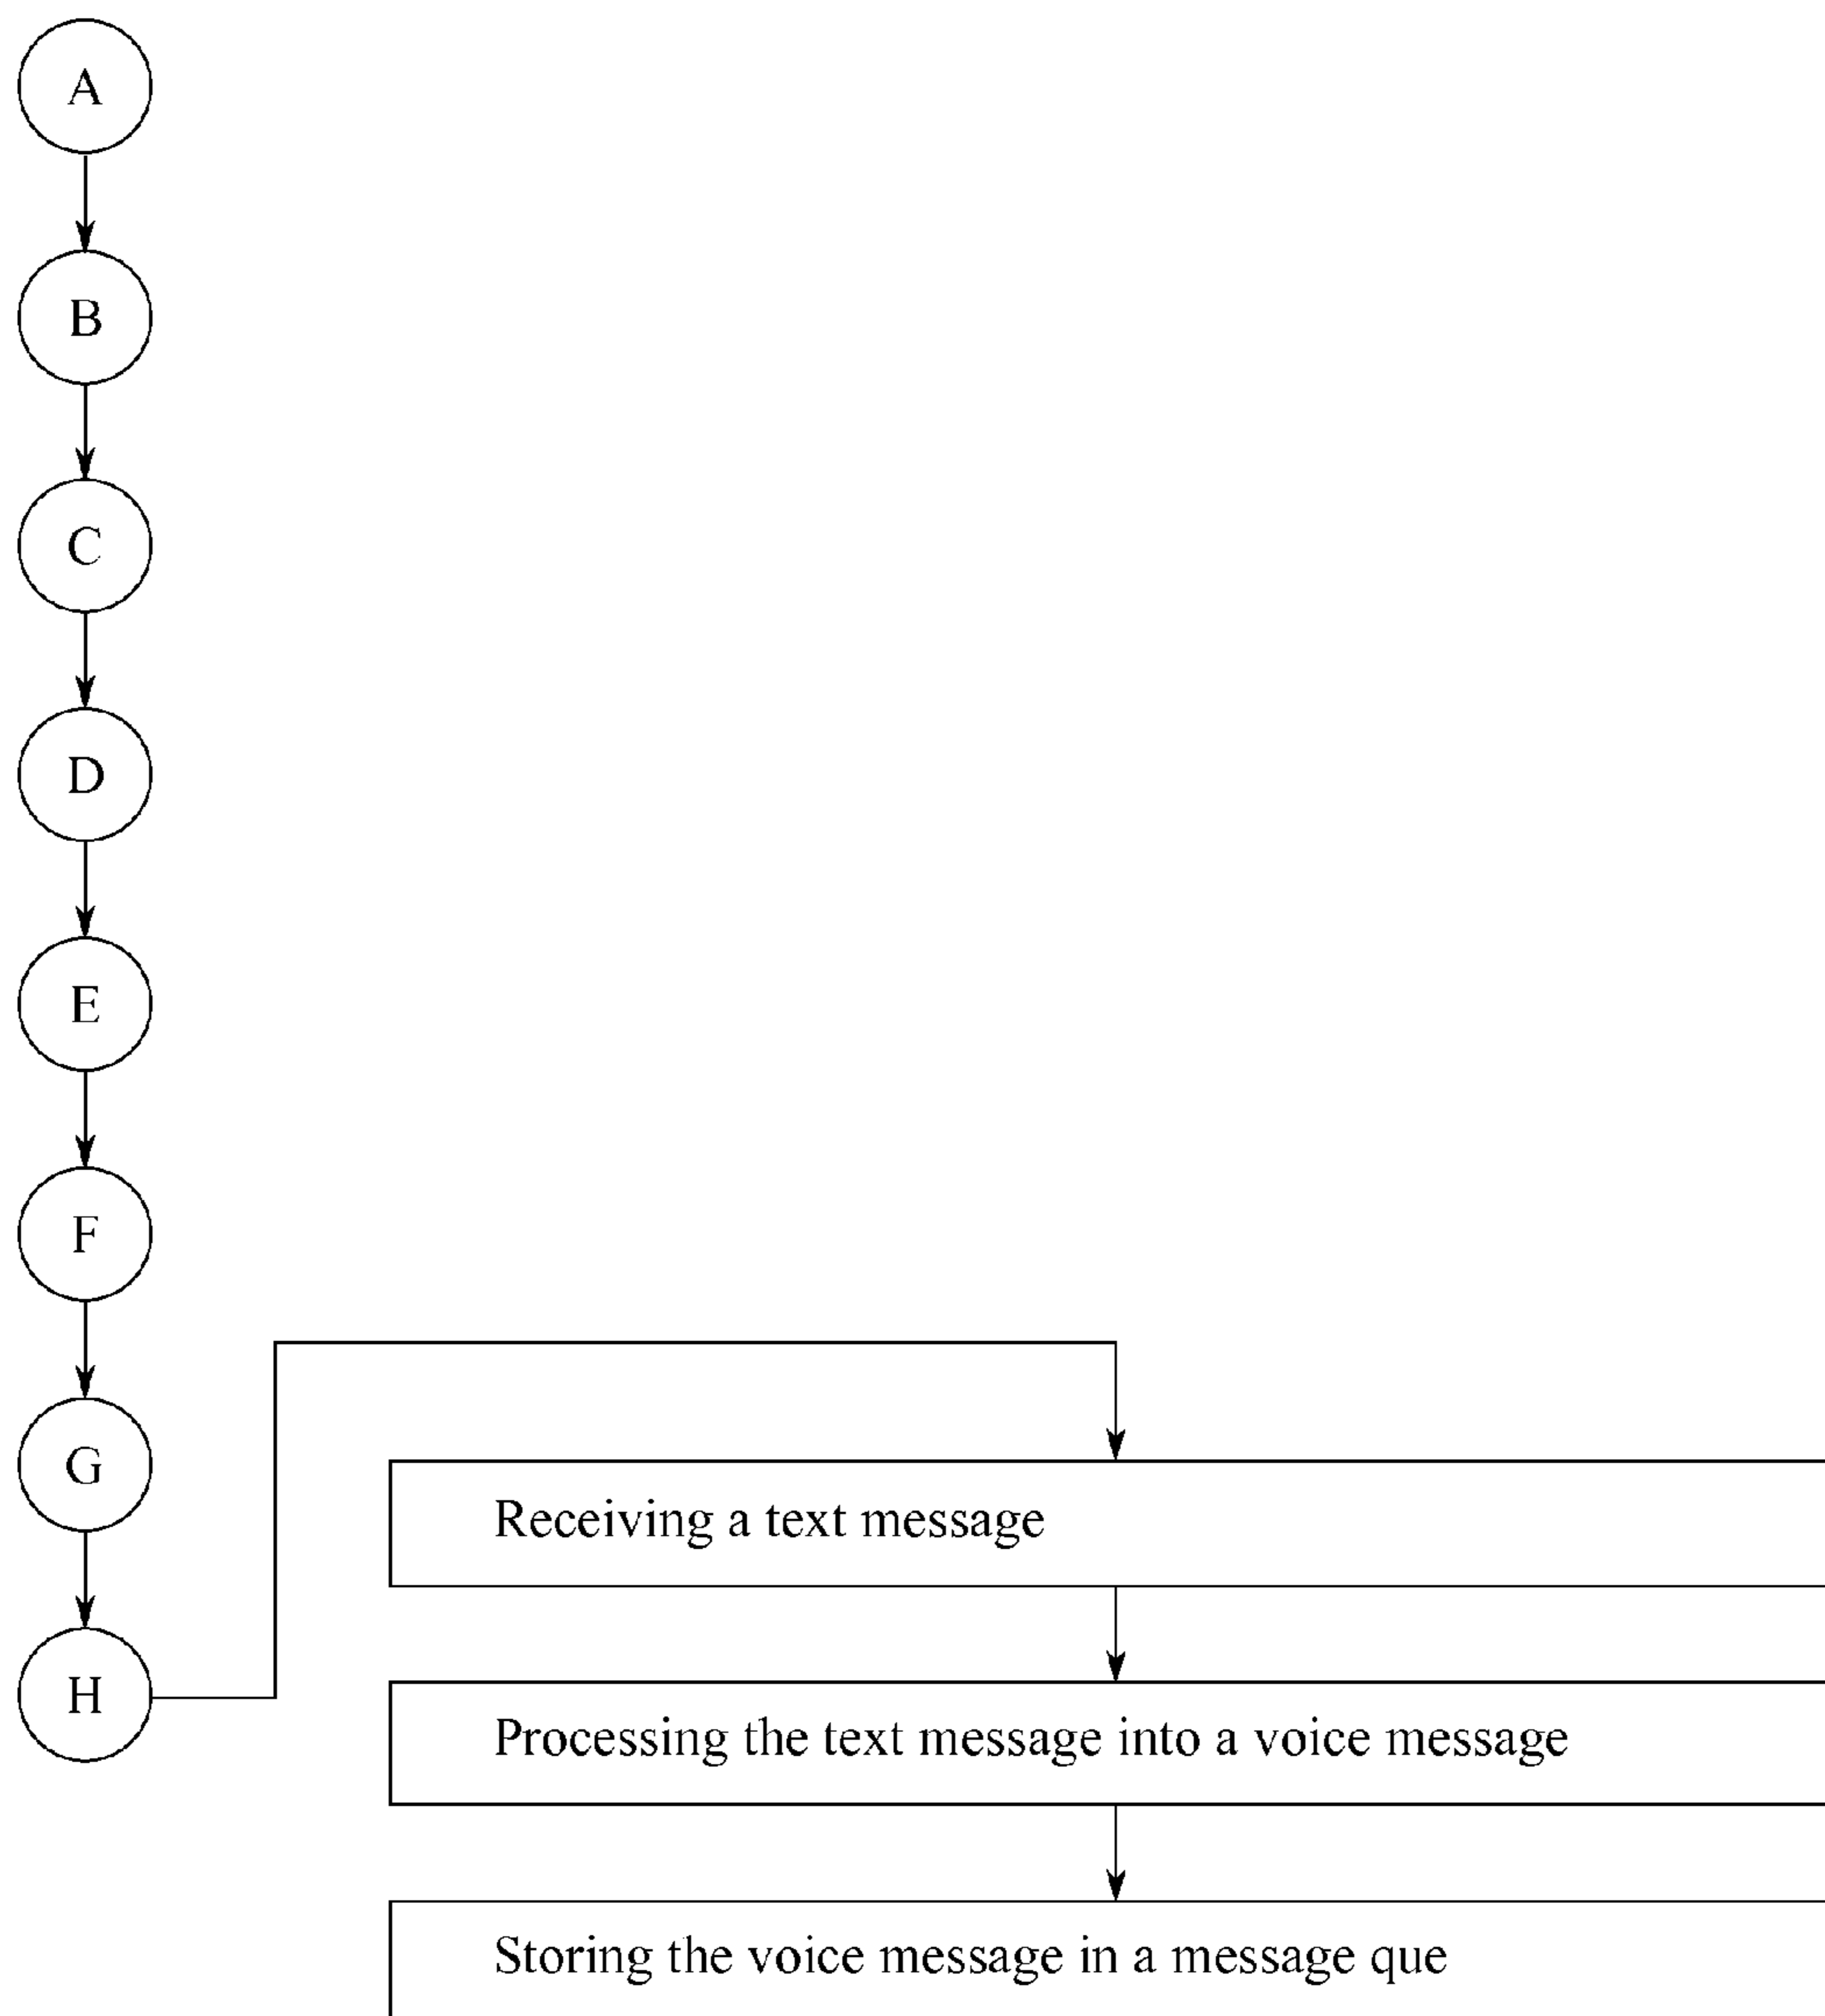 A
B
C
D
E
F
G
H
Receiving a text message
Processing the text message into a voice message
Storing the voice message in a message que